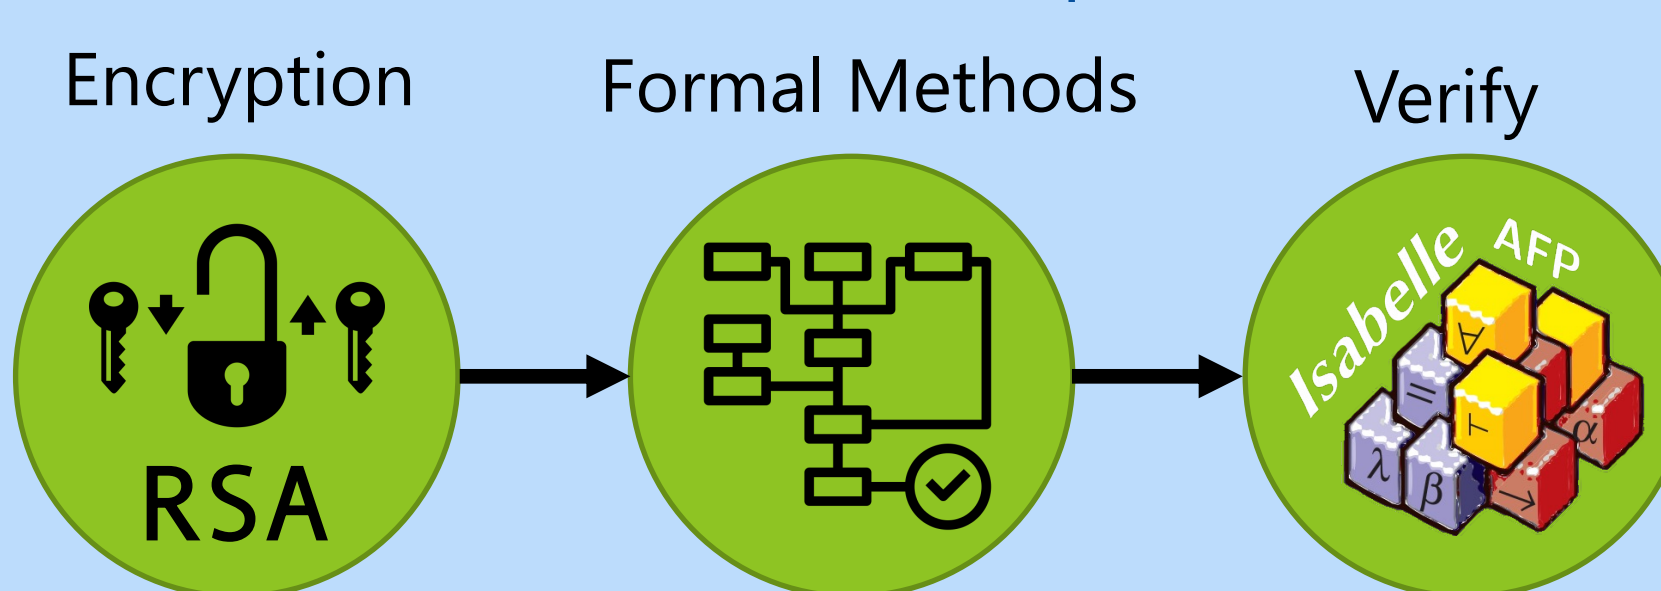 Encryption
Formal Methods
Verify
RSA
Isabelle
AFP
∀
=
⊢
α
λ
β
→